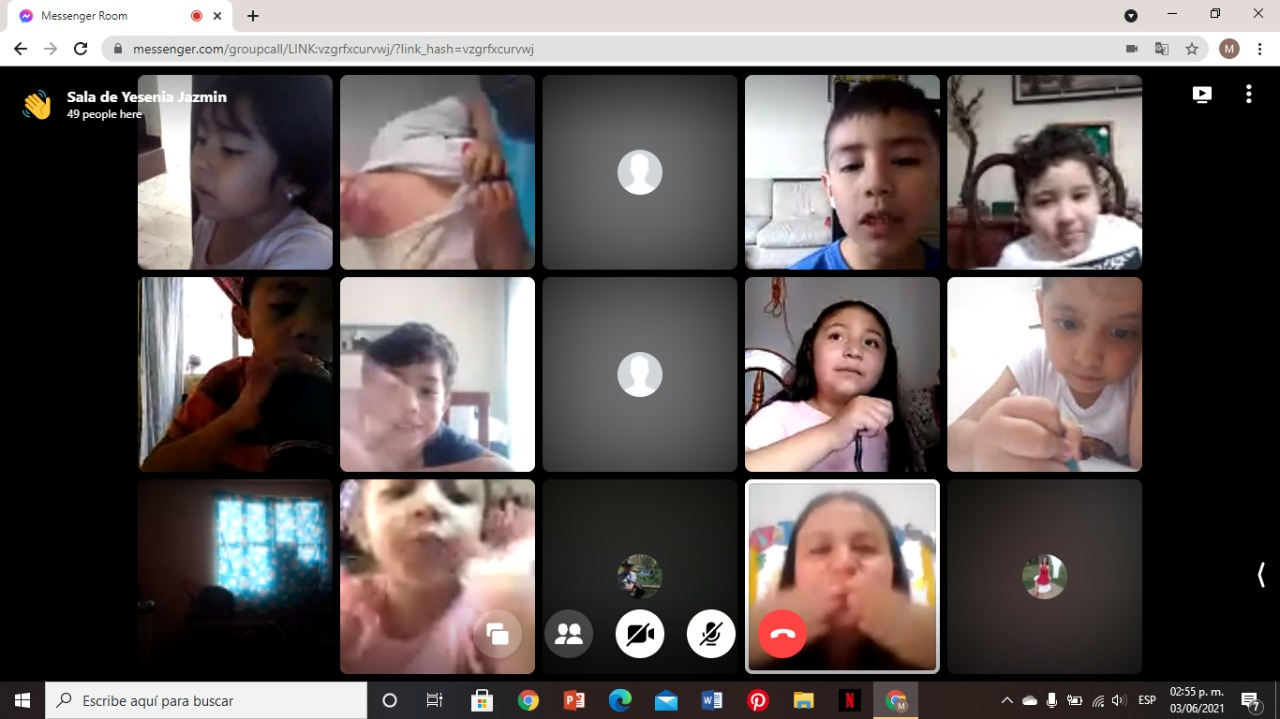 Messenger Room
messenger.com/groupcall/LINK:vzgrfxcurvwj/?link_hash=vzgrfxcurvwj
M
Sala de Yesenia Jazmin
49 people here
Escribe aquí para buscar
ESP
02:55 p. m.
03/06/2021
7